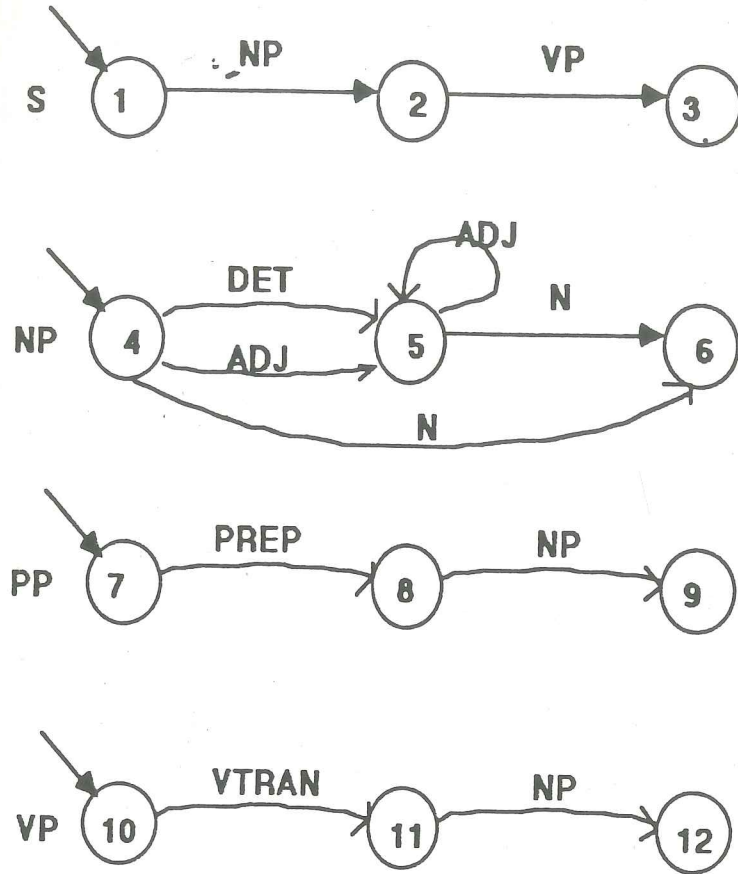 NP VP
S 1 2 3
ADJ
DET N
NP 4 5 6
ADJ
N
PREP NP
PP 7 8 9
VTRAN NP
VP 10 11 12